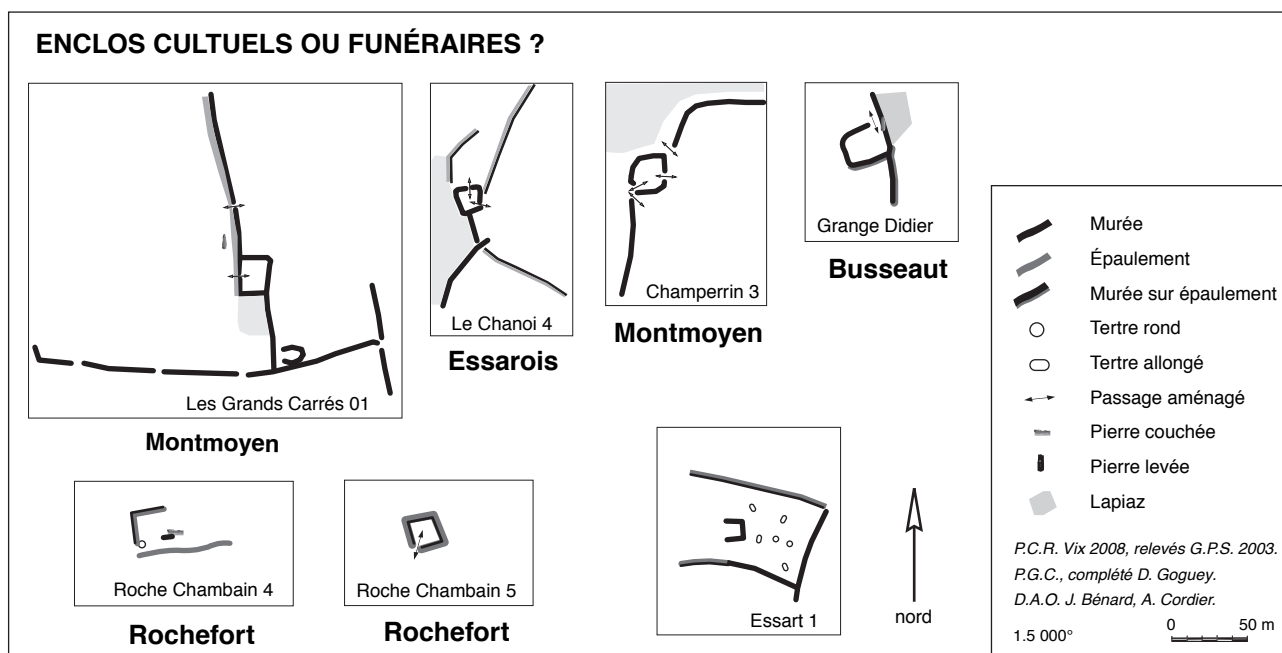 ENCLOS CULTUELS OU FUNÉRAIRES ?
Les Grands Carrés 01
Montmoyen
Le Chanoi 4
Essarois
Champerrin 3
Montmoyen
Grange Didier
Busseaut
Roche Chambain 4
Rochefort
Roche Chambain 5
Rochefort
Essart 1
nord
Murée
Épaulement
Murée sur épaulement
Tertre rond
Tertre allongé
Passage aménagé
Pierre couchée
Pierre levée
Lapiaz
P.C.R. Vix 2008, relevés G.P.S. 2003.
P.G.C., complété D. Goguey.
D.A.O. J. Bénard, A. Cordier.
1.5 000°
0 50 m